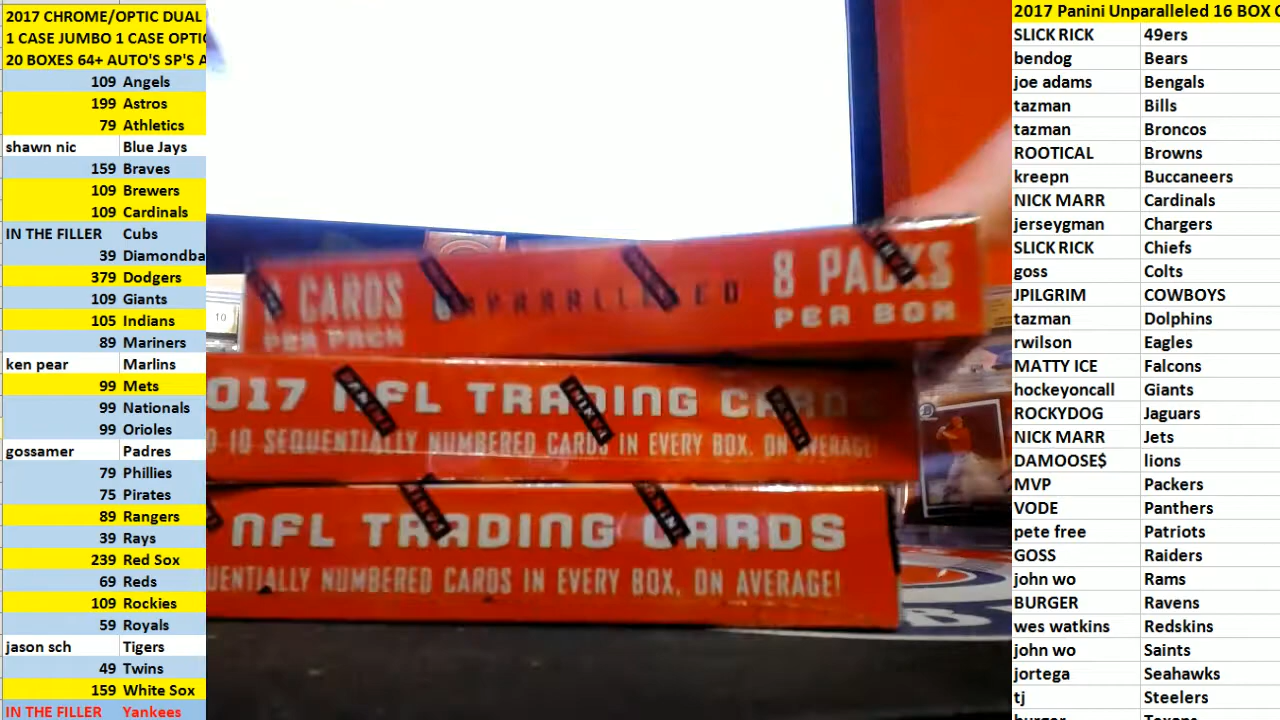 2017 CHROME/OPTIC DUAL
1 CASE JUMBO 1 CASE OPTIC
20 BOXES 64+ AUTO'S SP'S A
109 Angels
199 Astros
79 Athletics
shawn nic Blue Jays
159 Braves
109 Brewers
109 Cardinals
IN THE FILLER Cubs
39 Diamondba
379 Dodgers
109 Giants
105 Indians
89 Mariners
ken pear Marlins
99 Mets
99 Nationals
99 Orioles
gossamer Padres
79 Phillies
75 Pirates
89 Rangers
39 Rays
239 Red Sox
69 Reds
109 Rockies
59 Royals
jason sch Tigers
49 Twins
159 White Sox
IN THE FILLER Yankees
CARDS PER PACK
UNPARALLELED
8 PACKS PER BOX
2017 NFL TRADING CARDS
10 SEQUENTIALLY NUMBERED CARDS IN EVERY BOX, ON AVERAGE!
NFL TRADING CARDS
UENTIALLY NUMBERED CARDS IN EVERY BOX, ON AVERAGE!
PANINI
10
2017 Panini Unparalleled 16 BOX C
SLICK RICK 49ers
bendog Bears
joe adams Bengals
tazman Bills
tazman Broncos
ROOTICAL Browns
kreepn Buccaneers
NICK MARR Cardinals
jerseygman Chargers
SLICK RICK Chiefs
goss Colts
JPILGRIM COWBOYS
tazman Dolphins
rwilson Eagles
MATTY ICE Falcons
hockeyoncall Giants
ROCKYDOG Jaguars
NICK MARR Jets
DAMOOSE$ lions
MVP Packers
VODE Panthers
pete free Patriots
GOSS Raiders
john wo Rams
BURGER Ravens
wes watkins Redskins
john wo Saints
jortega Seahawks
tj Steelers
burger Texans